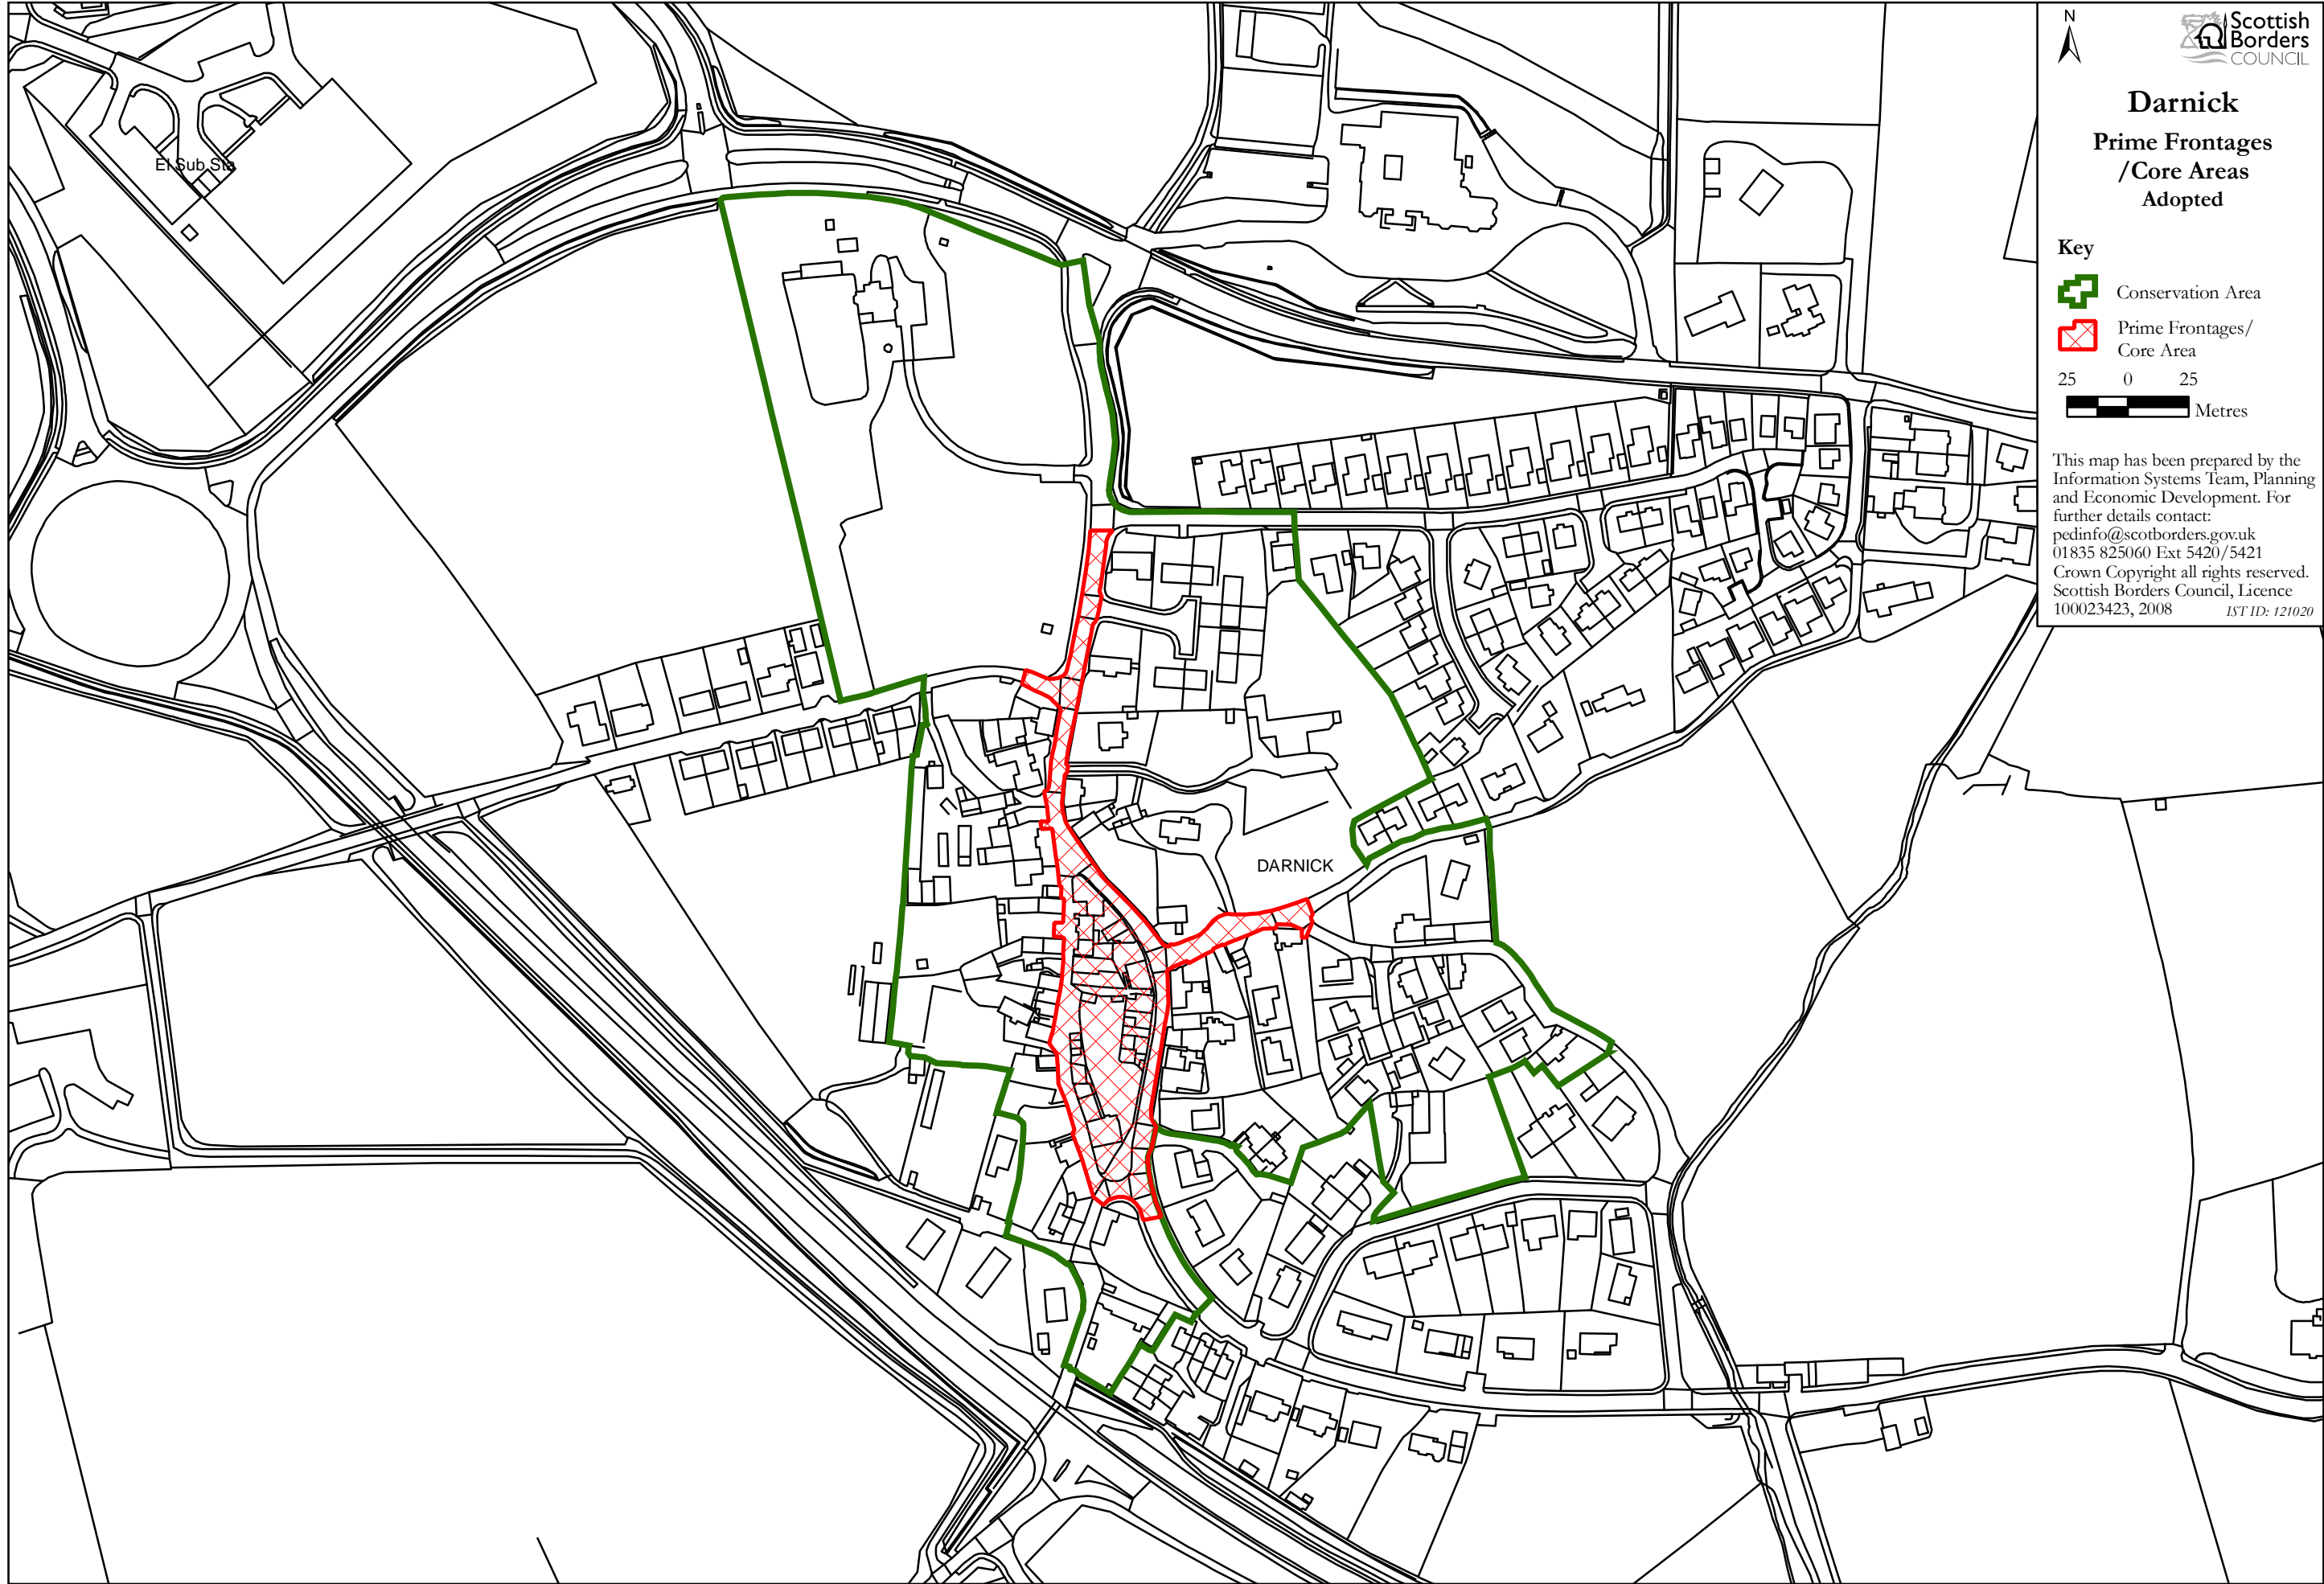 N
Scottish
Borders
COUNCIL
Darnick
Prime Frontages
/Core Areas
Adopted
Key
Conservation Area
Prime Frontages/
Core Area
25 0 25
Metres
This map has been prepared by the
Information Systems Team, Planning
and Economic Development. For
further details contact:
pedinfo@scotborders.gov.uk
01835 825060 Ext 5420/5421
Crown Copyright all rights reserved.
Scottish Borders Council, Licence
100023423, 2008 IST ID: 121020
El Sub Sta
DARNICK